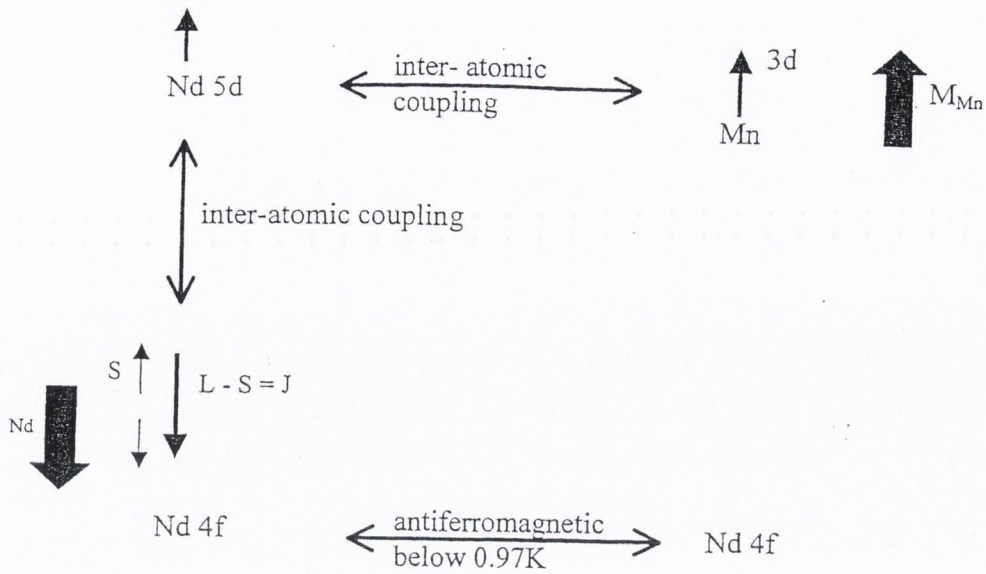 3d
Nd 5d
inter- atomic
coupling
Mn
M_Mn
inter-atomic coupling
S
L - S = J
Nd
Nd 4f
antiferromagnetic
below 0.97K
Nd 4f